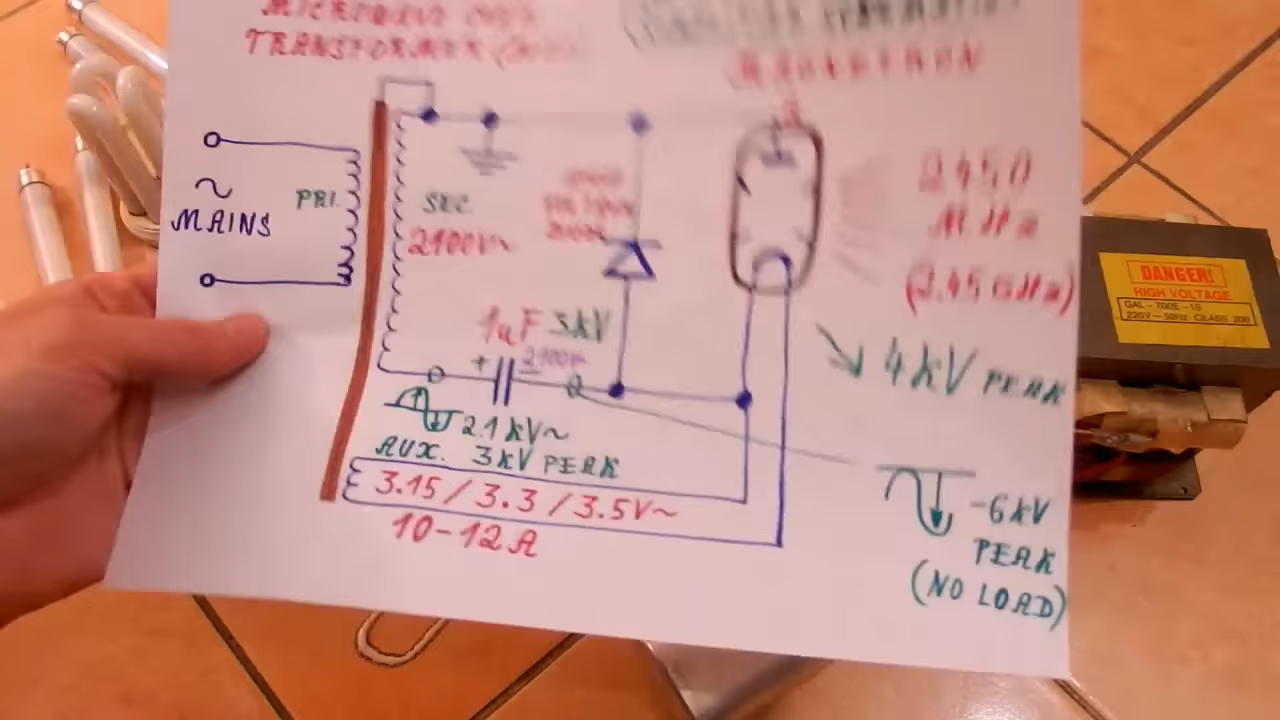 MICROWAVE OVEN
TRANSFORMER
MAGNETRON
MAINS
PRI.
SEC.
2100V~
2450
MHz
(2.45 GHz)
1uF 5kV
2100V
+
4kV PEAK
2.1kV~
AUX. 3kV PEAK
3.15 / 3.3 / 3.5V~
10-12A
-6kV
PEAK
(NO LOAD)
DANGER!
HIGH VOLTAGE
GAL-700E-1S
220V~50Hz CLASS 200